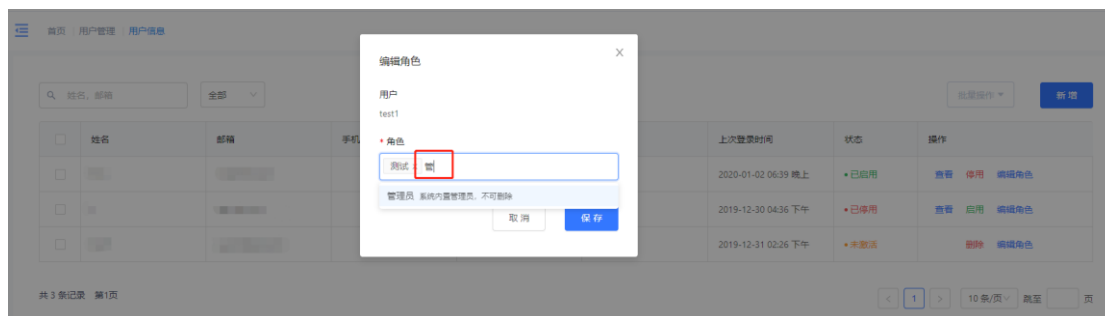 首页 用户管理 用户信息
编辑角色
用户
test1
* 角色
测试 管
管理员 系统内置管理员，不可删除
取消 保存
姓名，邮箱 全部 批量操作 新增
姓名 邮箱 手机 上次登录时间 状态 操作
2020-01-02 06:39 晚上 已启用 查看 停用 编辑角色
2019-12-30 04:36 下午 已停用 查看 启用 编辑角色
2019-12-31 02:26 下午 未激活 删除 编辑角色
共 3 条记录 第1页 < 1 > 10 条/页 跳至 页